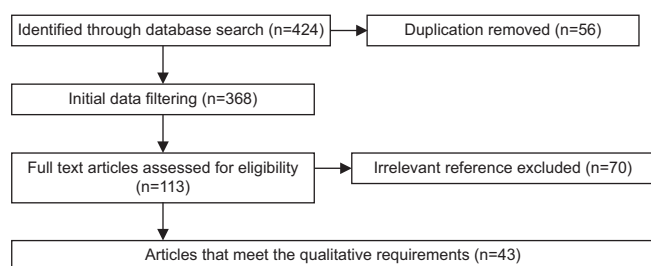 Identified through database search (n=424)
Duplication removed (n=56)
Initial data filtering (n=368)
Full text articles assessed for eligibility
(n=113)
Irrelevant reference excluded (n=70)
Articles that meet the qualitative requirements (n=43)